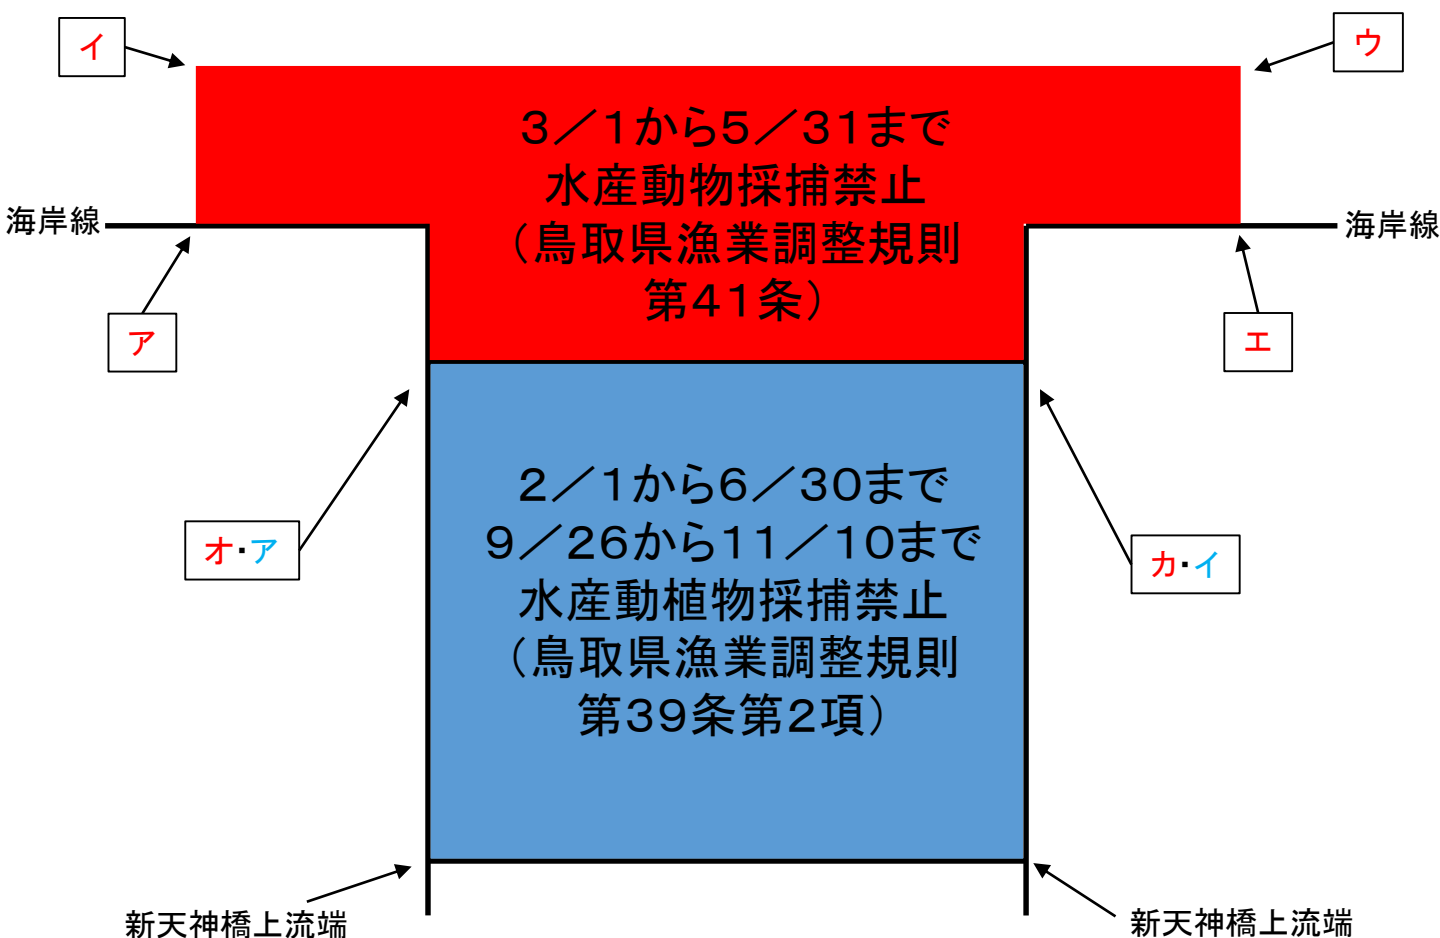 イ
ウ
3／1から5／31まで
水産動物採捕禁止
（鳥取県漁業調整規則
第41条）
海岸線
海岸線
ア
エ
2／1から6／30まで
9／26から11／10まで
水産動植物採捕禁止
（鳥取県漁業調整規則
第39条第2項）
オ・ア
カ・イ
新天神橋上流端
新天神橋上流端